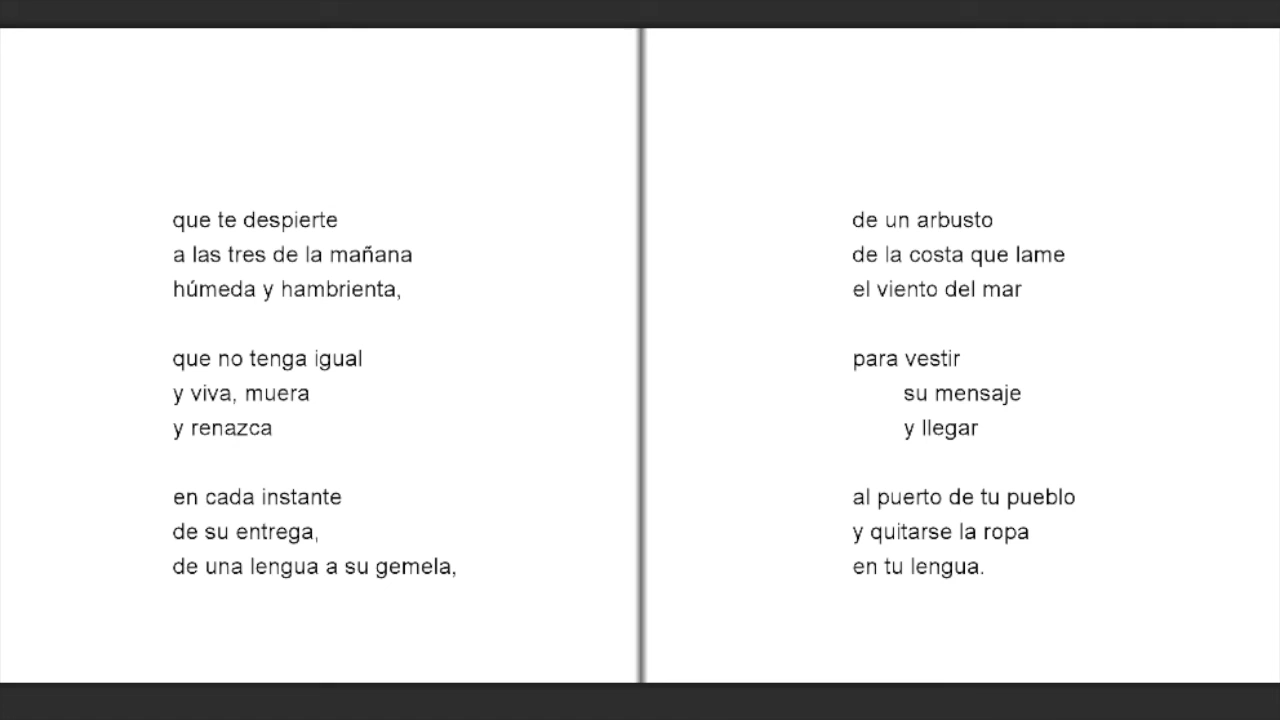 que te despierte
a las tres de la mañana
húmeda y hambrienta,
que no tenga igual
y viva, muera
y renazca
en cada instante
de su entrega,
de una lengua a su gemela,
de un arbusto
de la costa que lame
el viento del mar
para vestir
su mensaje
y llegar
al puerto de tu pueblo
y quitarse la ropa
en tu lengua.